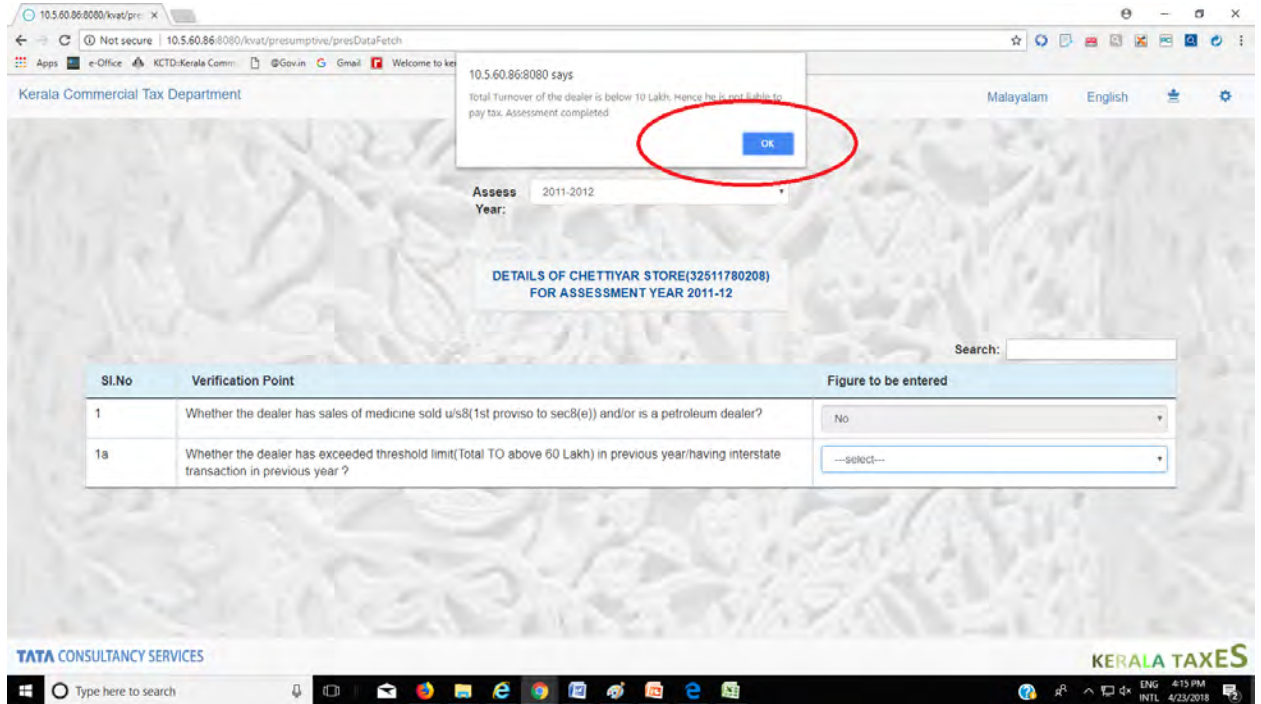 10.5.60.86:8080/kvat/pre
Not secure | 10.5.60.86:8080/kvat/presumptive/presDataFetch
Apps e-Office KCTD:Kerala Comm @Gov.in Gmail Welcome to ker
10.5.60.86:8080 says
Total Turnover of the dealer is below 10 Lakh. Hence he is not liable to
pay tax. Assessment completed
OK
Kerala Commercial Tax Department Malayalam English
Assess 2011-2012
Year:
DETAILS OF CHETTIYAR STORE(32511780208)
FOR ASSESSMENT YEAR 2011-12
Search:
SI.No Verification Point Figure to be entered
1 Whether the dealer has sales of medicine sold u/s8(1st proviso to sec8(e)) and/or is a petroleum dealer? No
1a Whether the dealer has exceeded threshold limit(Total TO above 60 Lakh) in previous year/having interstate ---select---
transaction in previous year ?
TATA CONSULTANCY SERVICES KERALA TAXES
Type here to search
ENG 4:15 PM
INTL 4/23/2018